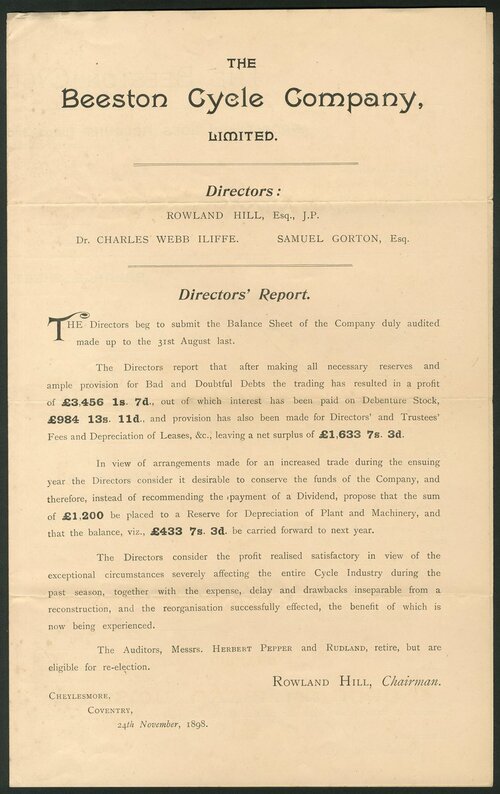 THE
Beeston Cycle Company,
LIMITED.
Directors:
ROWLAND HILL, Esq., J.P.
Dr. CHARLES WEBB ILIFFE. SAMUEL GORTON, Esq.
Directors' Report.
THE Directors beg to submit the Balance Sheet of the Company duly audited
made up to the 31st August last.
The Directors report that after making all necessary reserves and
ample provision for Bad and Doubtful Debts the trading has resulted in a profit
of £3,456 1s. 7d., out of which interest has been paid on Debenture Stock,
£984 13s. 11d., and provision has also been made for Directors' and Trustees'
Fees and Depreciation of Leases, &c., leaving a net surplus of £1,633 7s. 3d.
In view of arrangements made for an increased trade during the ensuing
year the Directors consider it desirable to conserve the funds of the Company, and
therefore, instead of recommending the payment of a Dividend, propose that the sum
of £1,200 be placed to a Reserve for Depreciation of Plant and Machinery, and
that the balance, viz., £433 7s. 3d. be carried forward to next year.
The Directors consider the profit realised satisfactory in view of the
exceptional circumstances severely affecting the entire Cycle Industry during the
past season, together with the expense, delay and drawbacks inseparable from a
reconstruction, and the reorganisation successfully effected, the benefit of which is
now being experienced.
The Auditors, Messrs. HERBERT PEPPER and RUDLAND, retire, but are
eligible for re-election.
ROWLAND HILL, Chairman.
CHEYLESMORE,
COVENTRY,
24th November, 1898.